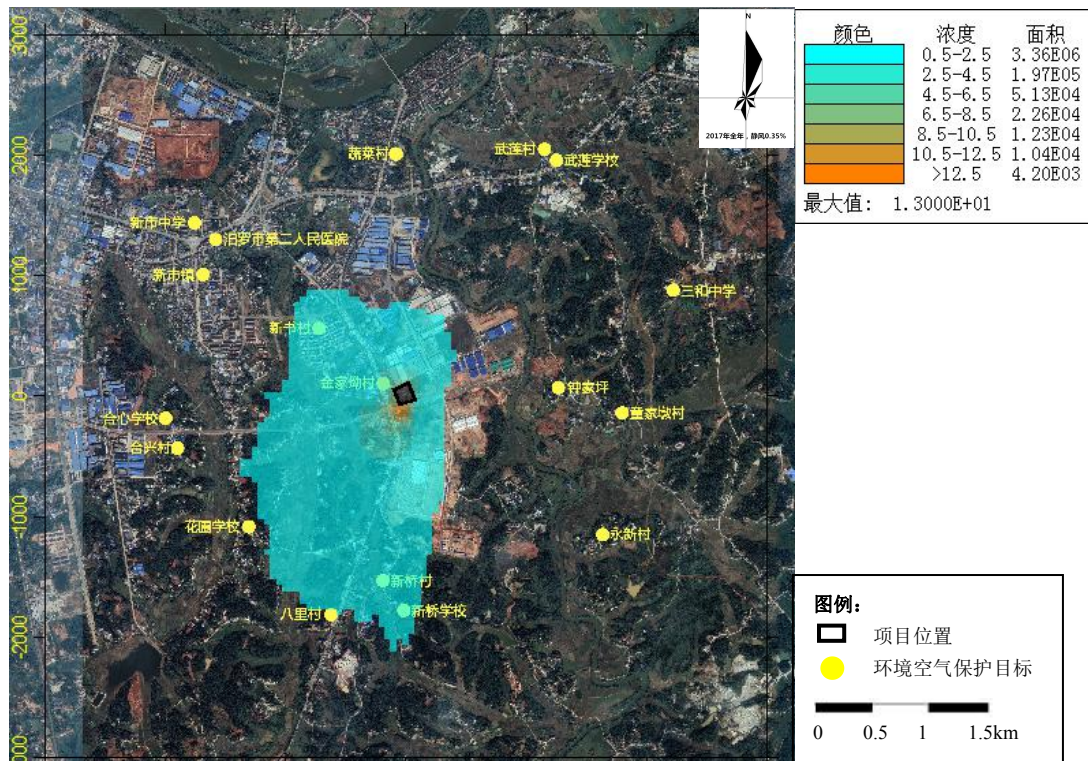 3000
2000
1000
0
-1000
-2000
N
2017年全年，静风0.35%
颜色 浓度 面积
0.5-2.5 3.36E06
2.5-4.5 1.97E05
4.5-6.5 5.13E04
6.5-8.5 2.26E04
8.5-10.5 1.23E04
10.5-12.5 1.04E04
>12.5 4.20E03
最大值: 1.3000E+01
蔬菜村
武莲村
武莲学校
新市中学
汨罗市第二人民医院
新市镇
三和中学
新书村
金家坳村
钟家坪
童家墩村
合心学校
合兴村
花圃学校
永新村
新桥村
八里村
新桥学校
图例：
项目位置
环境空气保护目标
0 0.5 1 1.5km